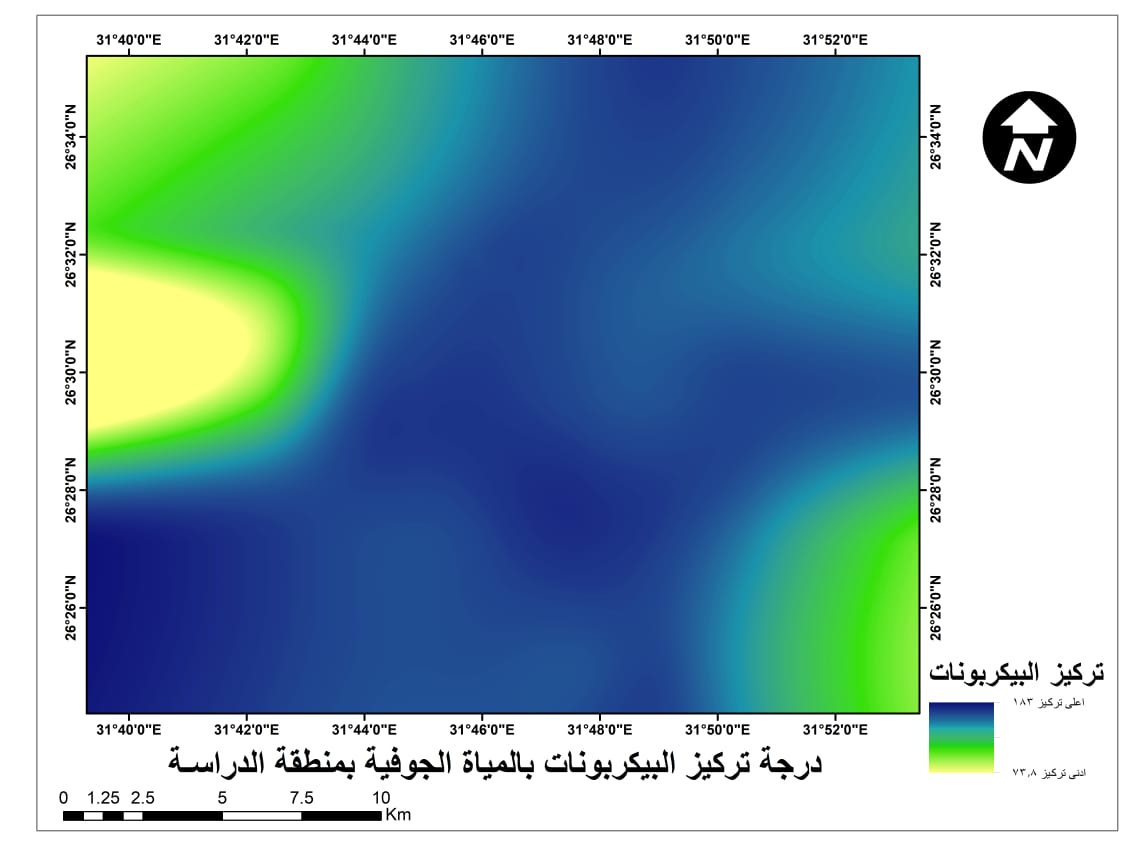 31°40'0"E 31°42'0"E 31°44'0"E 31°46'0"E 31°48'0"E 31°50'0"E 31°52'0"E
26°34'0"N 26°34'0"N
N
26°32'0"N 26°32'0"N
26°30'0"N 26°30'0"N
26°28'0"N 26°28'0"N
26°26'0"N 26°26'0"N
تركيز البيكربونات
اعلى تركيز ١٨٣
ادنى تركيز ٧٣,٨
31°40'0"E 31°42'0"E 31°44'0"E 31°46'0"E 31°48'0"E 31°50'0"E 31°52'0"E
درجة تركيز البيكربونات بالمياة الجوفية بمنطقة الدراسة
0 1.25 2.5 5 7.5 10
Km